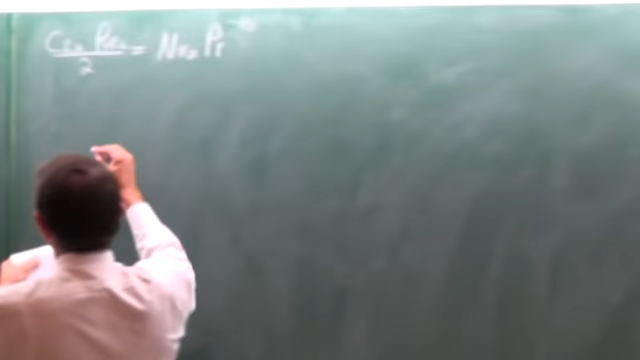 Cfx Rex / 2 = Nux Pr